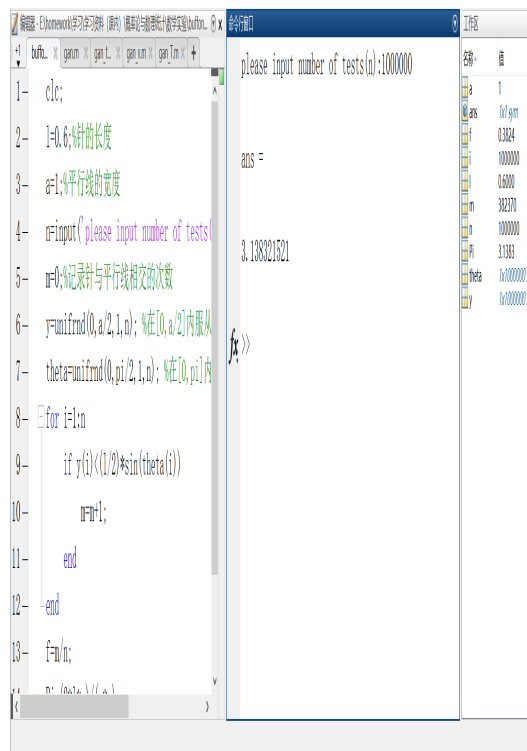 编辑器 - E:\homework\学习\学习资料（课内）\概率论与数理统计\数学实验\buffon...
+1 buffo... × gan.m × gan_t... × gan_x.m × gan_T.m × +
1 — clc;
2 — l=0.6;%针的长度
3 — a=1;%平行线的宽度
4 — n=input('please input number of tests(
5 — m=0;%记录针与平行线相交的次数
6 — y=unifrnd(0,a/2,1,n); %在[0,a/2]内服从
7 — theta=unifrnd(0,pi/2,1,n); %在[0,pi]内
8 — for i=1:n
9 — if y(i)<(l/2)*sin(theta(i))
10 — m=m+1;
11 — end
12 — end
13 — f=m/n;
命令行窗口
please input number of tests(n):1000000
ans =
3.138321521
fx >>
工作区
名称 值
a 1
ans 1x1 sym
f 0.3824
i 1000000
l 0.6000
m 382370
n 1000000
Pi 3.1383
theta 1x1000000
y 1x1000000